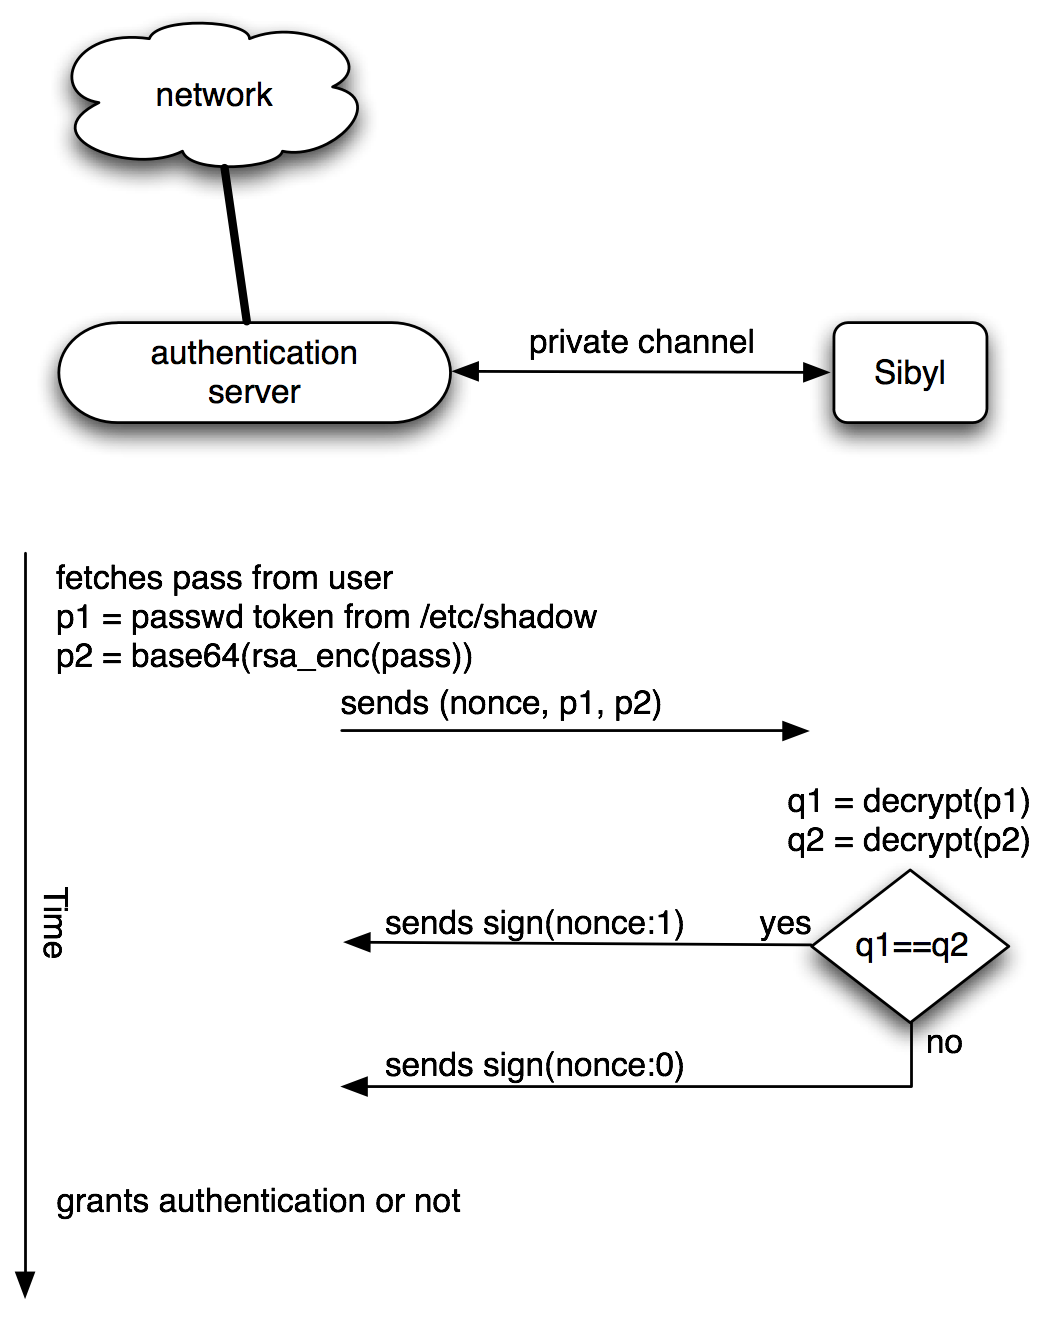 network
authentication
server
private channel
Sibyl
fetches pass from user
p1 = passwd token from /etc/shadow
p2 = base64(rsa_enc(pass))
sends (nonce, p1, p2)
q1 = decrypt(p1)
q2 = decrypt(p2)
Time
sends sign(nonce:1)
yes
q1==q2
no
sends sign(nonce:0)
grants authentication or not